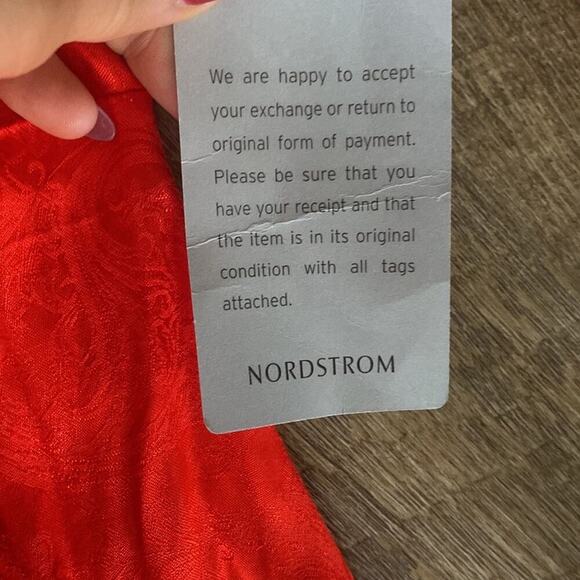 We are happy to accept
your exchange or return to
original form of payment.
Please be sure that you
have your receipt and that
the item is in its original
condition with all tags
attached.
NORDSTROM